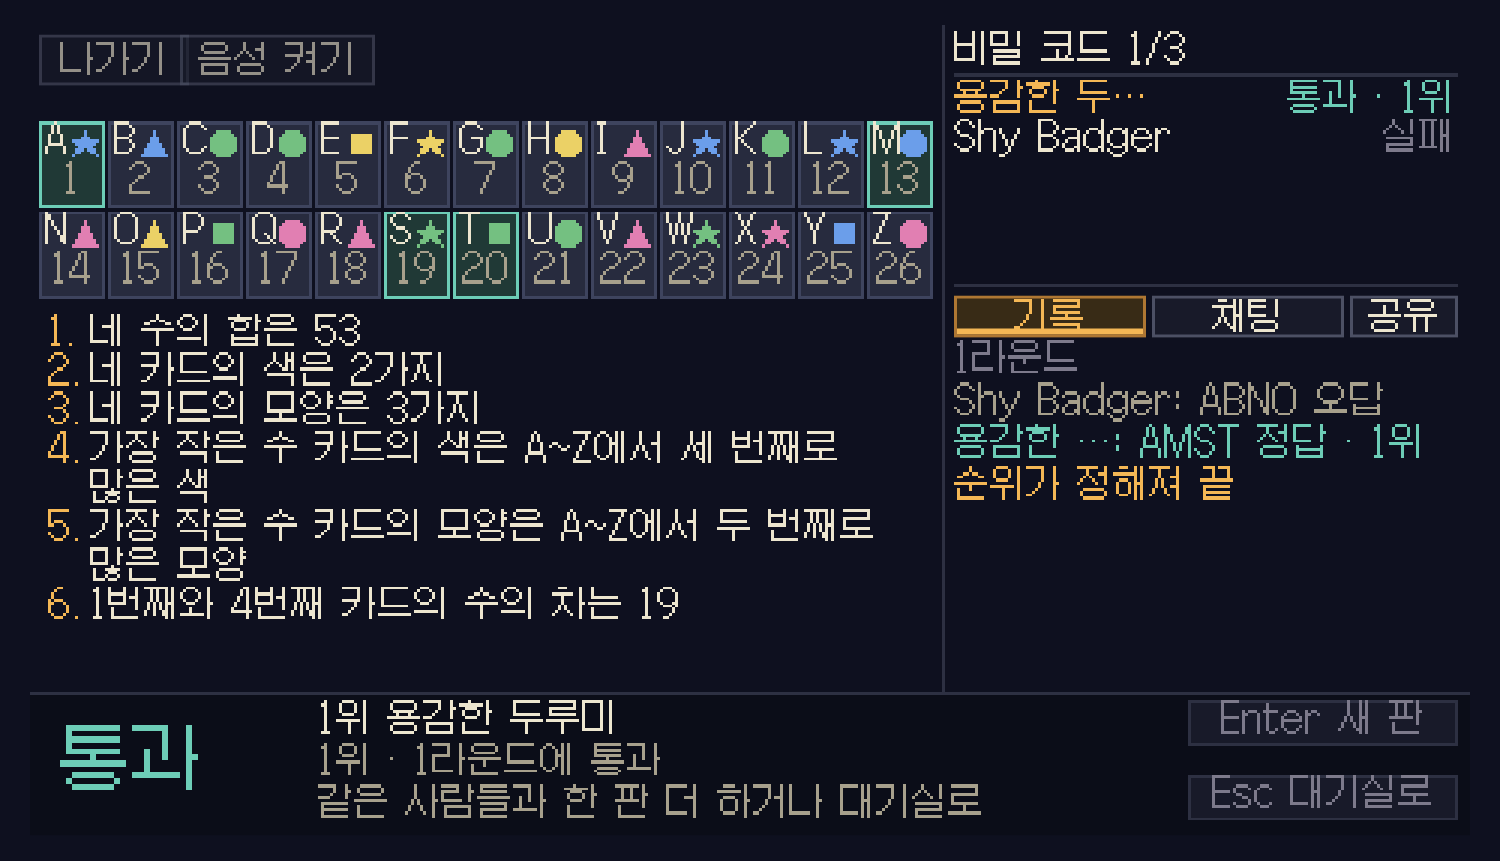 나가기 음성 켜기
A B C D E F G H I J K L M
1 2 3 4 5 6 7 8 9 10 11 12 13
N O P Q R S T U V W X Y Z
14 15 16 17 18 19 20 21 22 23 24 25 26
1. 네 수의 합은 53
2. 네 카드의 색은 2가지
3. 네 카드의 모양은 3가지
4. 가장 작은 수 카드의 색은 A~Z에서 세 번째로
많은 색
5. 가장 작은 수 카드의 모양은 A~Z에서 두 번째로
많은 모양
6. 1번째와 4번째 카드의 수의 차는 19
비밀 코드 1/3
용감한 두… 통과 · 1위
Shy Badger 실패
기록 채팅 공유
1라운드
Shy Badger: ABNO 오답
용감한 …: AMST 정답 · 1위
순위가 정해져 끝
통과
1위 용감한 두루미
1위 · 1라운드에 통과
같은 사람들과 한 판 더 하거나 대기실로
Enter 새 판
Esc 대기실로